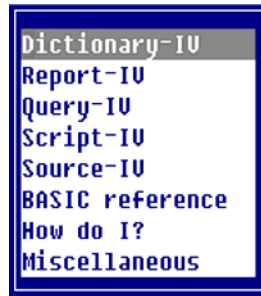 Dictionary-IV
Report-IV
Query-IV
Script-IV
Source-IV
BASIC reference
How do I?
Miscellaneous